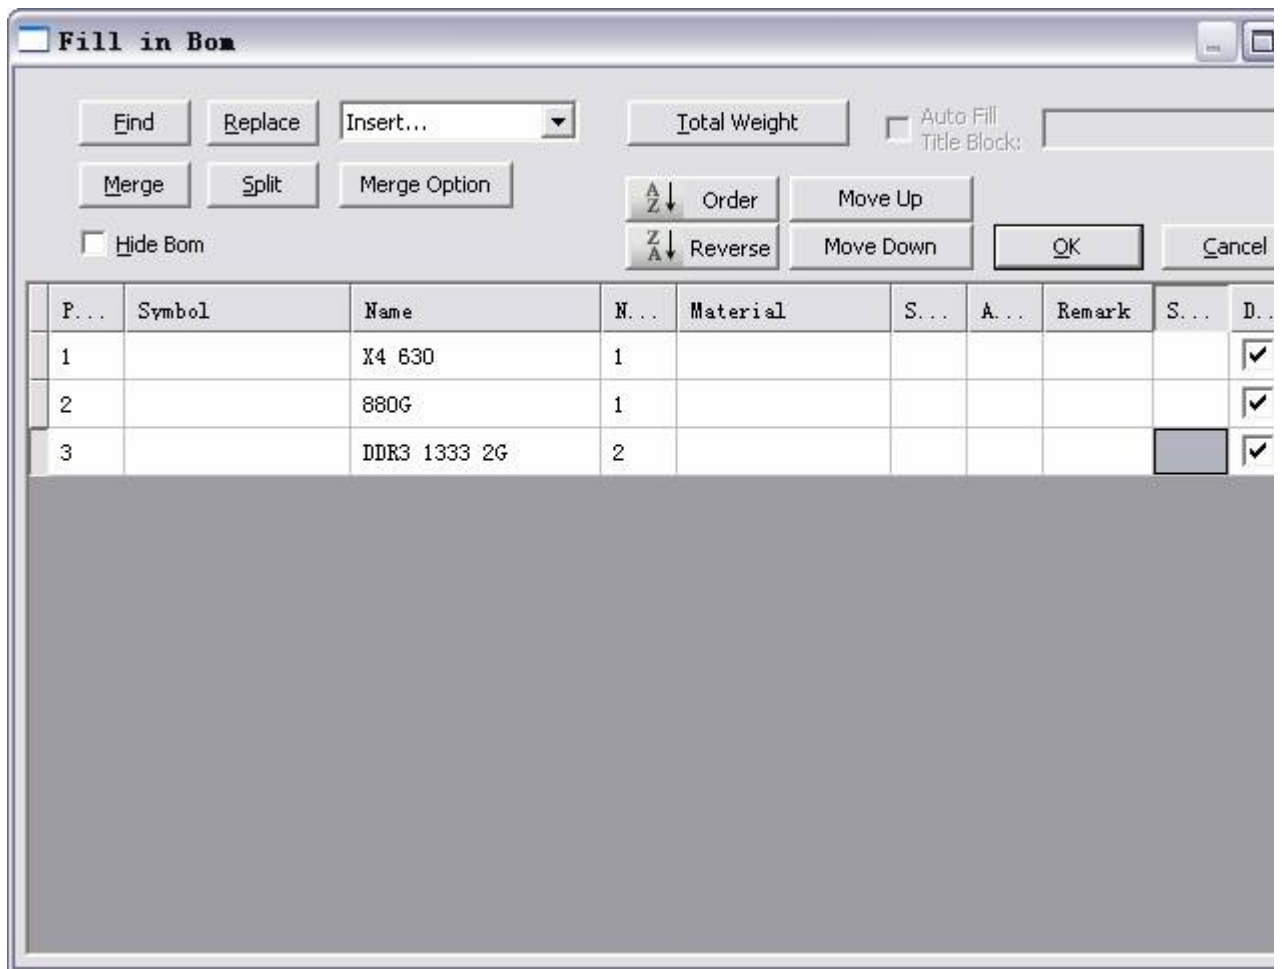 Fill in Bom
Find Replace Insert... Total Weight Auto Fill
Title Block:
Merge Split Merge Option
Order Move Up
Hide Bom Reverse Move Down OK Cancel
P... Symbol Name N... Material S... A... Remark S... D..
1 X4 630 1
2 880G 1
3 DDR3 1333 2G 2